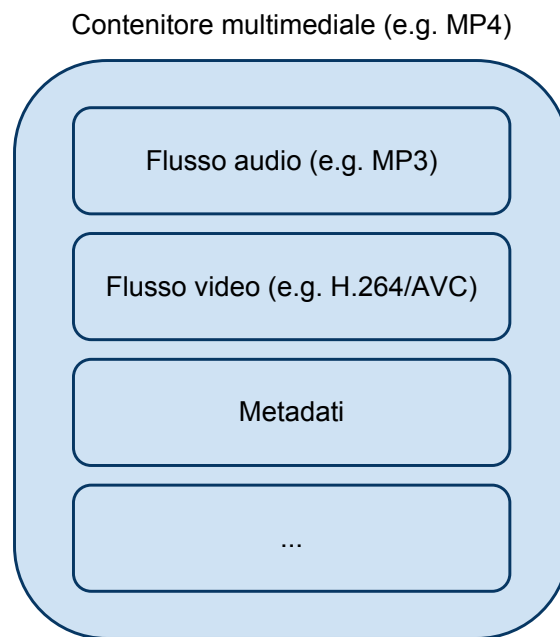 Contenitore multimediale (e.g. MP4)
Flusso audio (e.g. MP3)
Flusso video (e.g. H.264/AVC)
Metadati
...